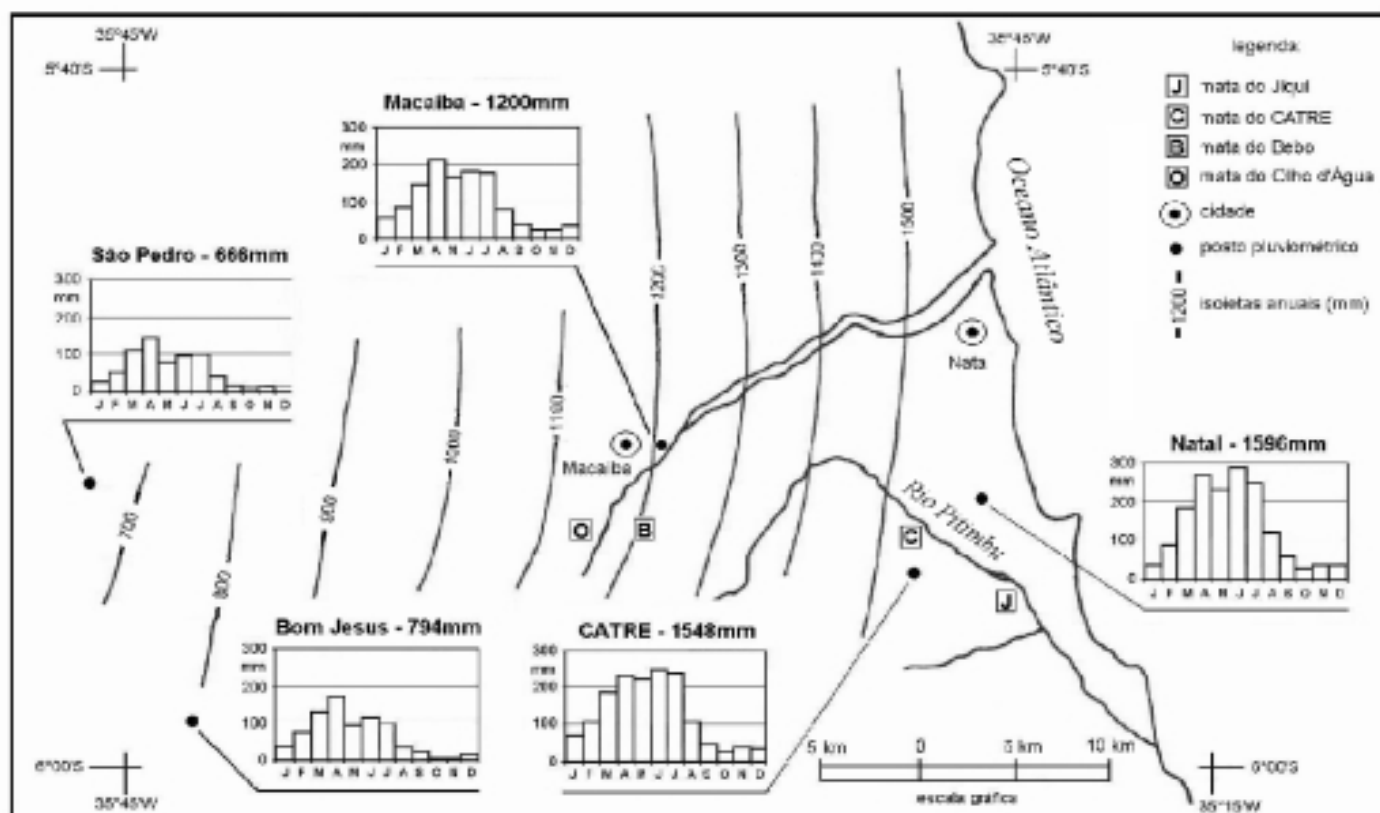 35°45'W
5°40'S
35°45'W
5°40'S
legenda:
J mata do Jiqui
C mata do CATRE
B mata do Bebo
O mata do Olho d'Água
cidade
posto pluviométrico
1200 isoietas anuais (mm)
Macaiba - 1200mm
300
mm
200
100
0
J F M A M J J A S O N D
São Pedro - 666mm
300
mm
200
100
0
J F M A M J J A S O N D
Oceano Atlântico
700
800
900
1000
1100
1200
1300
1400
1500
Nata
Macaiba
O
B
C
J
Rio Pitimbu
Natal - 1596mm
300
mm
200
100
0
J F M A M J J A S O N D
Bom Jesus - 794mm
300
mm
200
100
0
J F M A M J J A S O N D
CATRE - 1548mm
300
mm
200
100
0
J F M A M J J A S O N D
5 km 0 5 km 10 km
escala gráfica
6°00'S
35°45'W
6°00'S
35°15'W